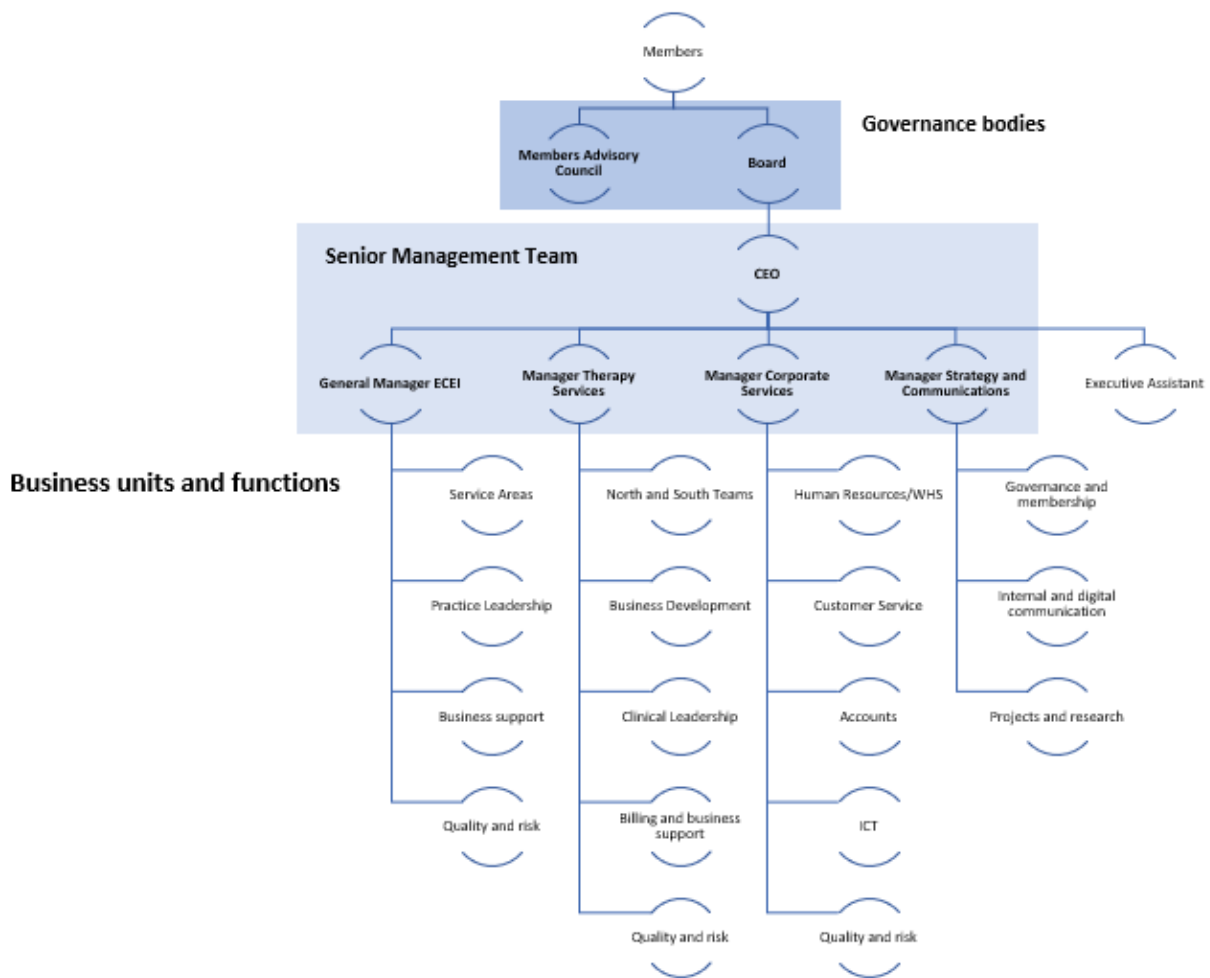 Members
Governance bodies
Members Advisory
Council
Board
Senior Management Team
CEO
General Manager ECEI
Manager Therapy
Services
Manager Corporate
Services
Manager Strategy and
Communications
Executive Assistant
Business units and functions
Service Areas
North and South Teams
Human Resources/WHS
Governance and
membership
Practice Leadership
Business Development
Customer Service
Internal and digital
communication
Business support
Clinical Leadership
Accounts
Projects and research
Quality and risk
Billing and business
support
ICT
Quality and risk
Quality and risk